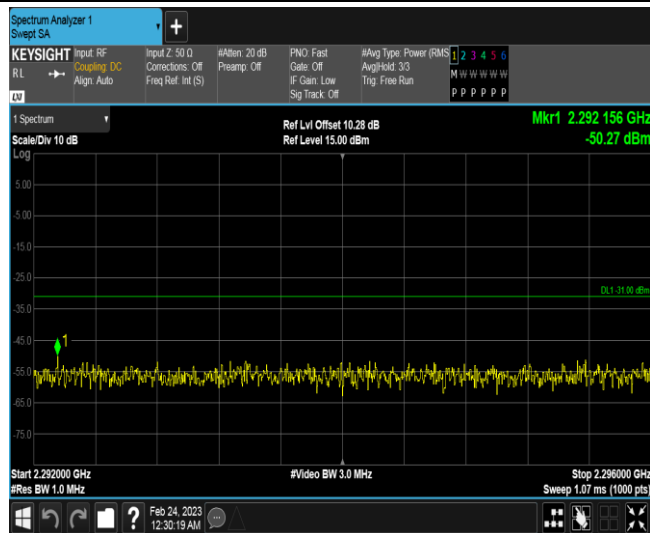 Spectrum Analyzer 1
Swept SA
+
KEYSIGHT
RL
LXI
Input: RF
Coupling: DC
Align: Auto
Input Z: 50 Ω
Corrections: Off
Freq Ref: Int (S)
#Atten: 20 dB
Preamp: Off
PNO: Fast
Gate: Off
IF Gain: Low
Sig Track: Off
#Avg Type: Power (RMS
Avg|Hold: 3/3
Trig: Free Run
1 2 3 4 5 6
M W W W W W
P P P P P P
1 Spectrum
Scale/Div 10 dB
Log
Ref Lvl Offset 10.28 dB
Ref Level 15.00 dBm
Mkr1 2.292 156 GHz
-50.27 dBm
5.00
-5.00
-15.0
-25.0
DL1 -31.00 dBm
-35.0
-45.0
1
-55.0
-65.0
-75.0
Start 2.292000 GHz
#Res BW 1.0 MHz
#Video BW 3.0 MHz
Stop 2.296000 GHz
Sweep 1.07 ms (1000 pts)
?
Feb 24, 2023
12:30:19 AM